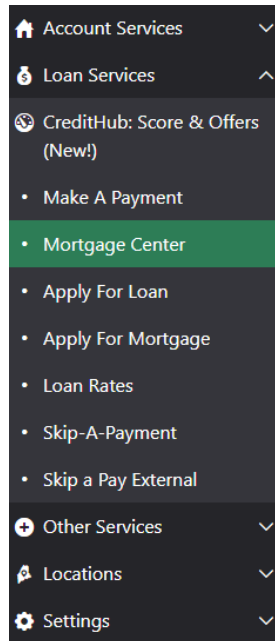 Account Services
Loan Services
CreditHub: Score & Offers
(New!)
Make A Payment
Mortgage Center
Apply For Loan
Apply For Mortgage
Loan Rates
Skip-A-Payment
Skip a Pay External
Other Services
Locations
Settings